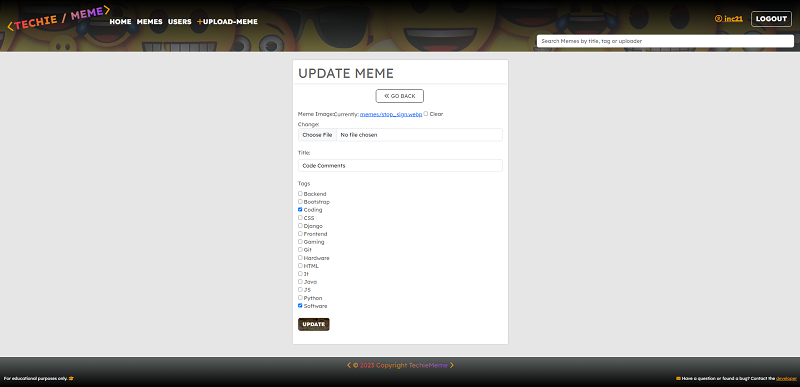 TECHIE / MEME
HOME MEMES USERS +UPLOAD-MEME
inc21
LOGOUT
Search Memes by title, tag or uploader
UPDATE MEME
« GO BACK
Meme Image:Currently: memes/stop_sign.webp Clear
Change:
Choose File No file chosen
Title:
Code Comments
Tags
Backend
Bootstrap
Coding
CSS
Django
Frontend
Gaming
Git
Hardware
HTML
It
Java
JS
Python
Software
UPDATE
< © 2023 Copyright TechieMeme >
For educational purposes only.
Have a question or found a bug? Contact the developer